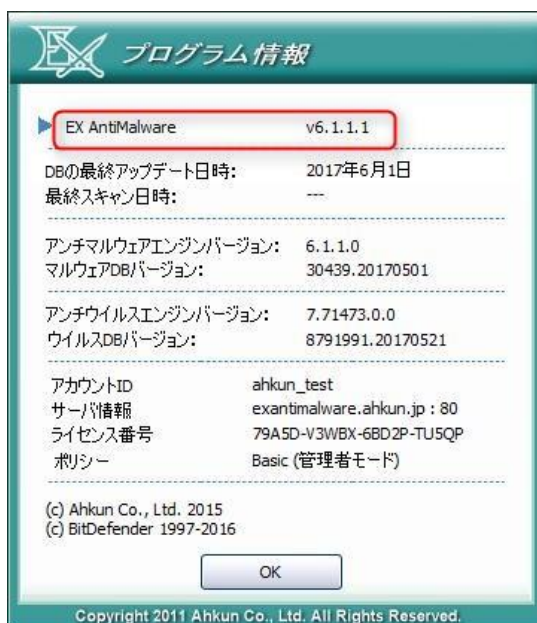 EX プログラム情報
EX AntiMalware v6.1.1.1
DBの最終アップデート日時: 2017年6月1日
最終スキャン日時: ---
アンチマルウェアエンジンバージョン: 6.1.1.0
マルウェアDBバージョン: 30439.20170501
アンチウイルスエンジンバージョン: 7.71473.0.0
ウイルスDBバージョン: 8791991.20170521
アカウントID ahkun_test
サーバ情報 exantimalware.ahkun.jp : 80
ライセンス番号 79A5D-V3WBX-6BD2P-TU5QP
ポリシー Basic (管理者モード)
(c) Ahkun Co., Ltd. 2015
(c) BitDefender 1997-2016
OK
Copyright 2011 Ahkun Co., Ltd. All Rights Reserved.